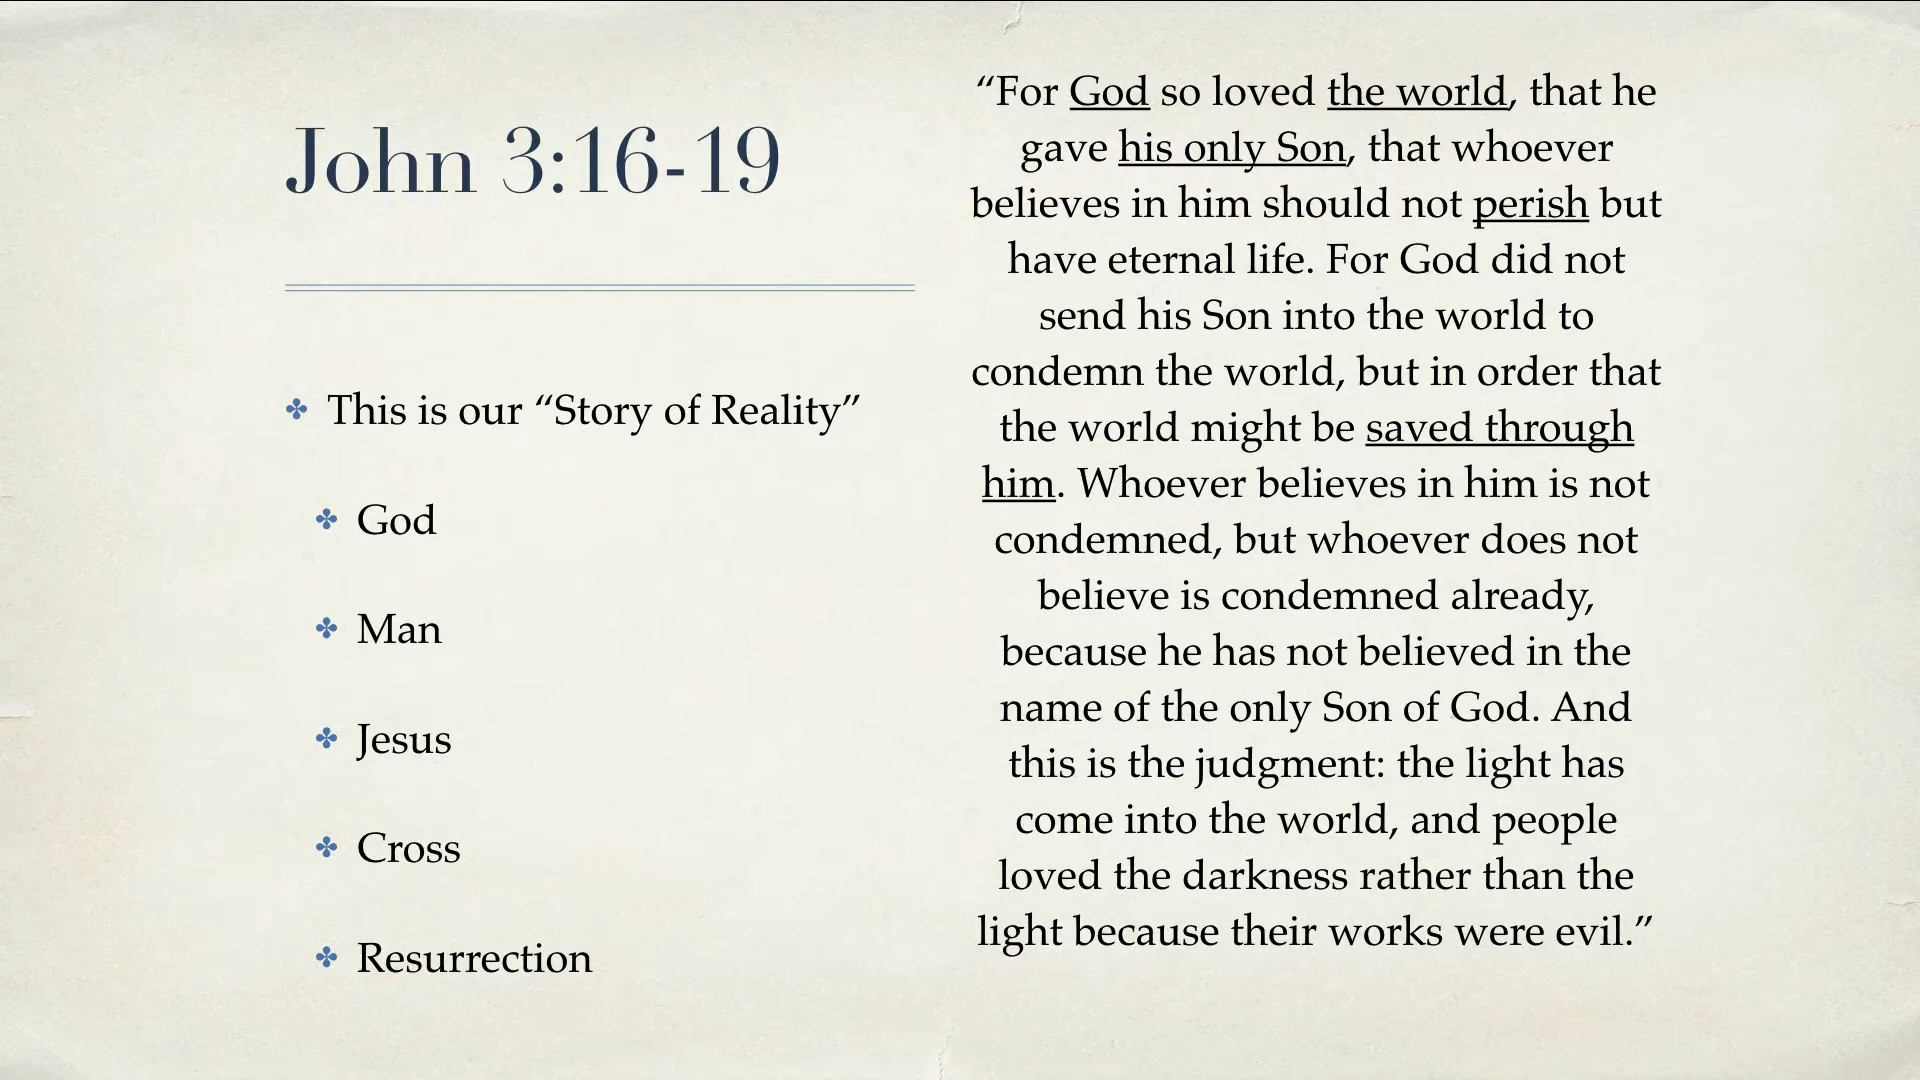 John 3:16-19
This is our “Story of Reality”
God
Man
Jesus
Cross
Resurrection
“For God so loved the world, that he
gave his only Son, that whoever
believes in him should not perish but
have eternal life. For God did not
send his Son into the world to
condemn the world, but in order that
the world might be saved through
him. Whoever believes in him is not
condemned, but whoever does not
believe is condemned already,
because he has not believed in the
name of the only Son of God. And
this is the judgment: the light has
come into the world, and people
loved the darkness rather than the
light because their works were evil.”